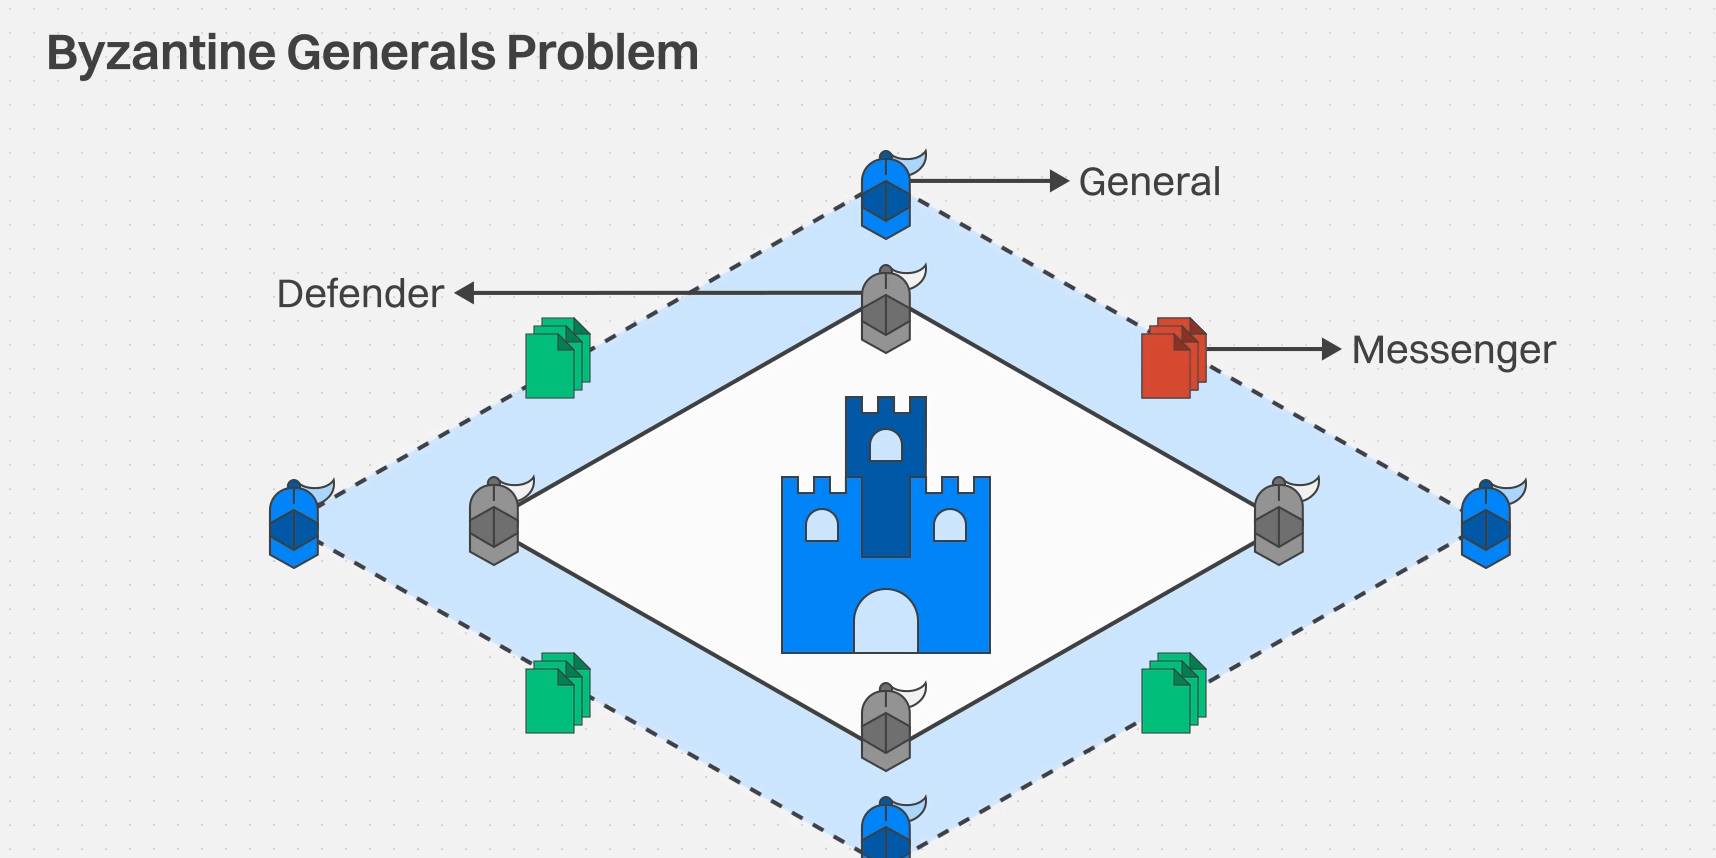 Byzantine Generals Problem
General
Defender
Messenger